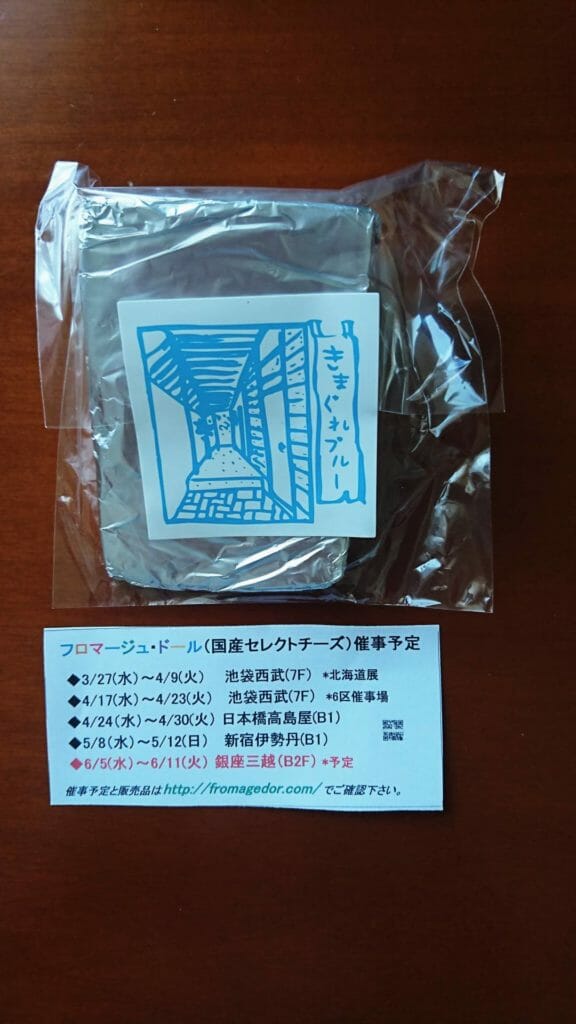 きまぐれブルー
フロマージュ・ドール(国産セレクトチーズ)催事予定
◆3/27(水)~4/9(火) 池袋西武(7F) *北海道展
◆4/17(水)~4/23(火) 池袋西武(7F) *6区催事場
◆4/24(水)~4/30(火) 日本橋高島屋(B1)
◆5/8(水)~5/12(日) 新宿伊勢丹(B1)
◆6/5(水)~6/11(火) 銀座三越(B2F) *予定
催事予定と販売品はhttp://fromagedor.com/でご確認下さい。